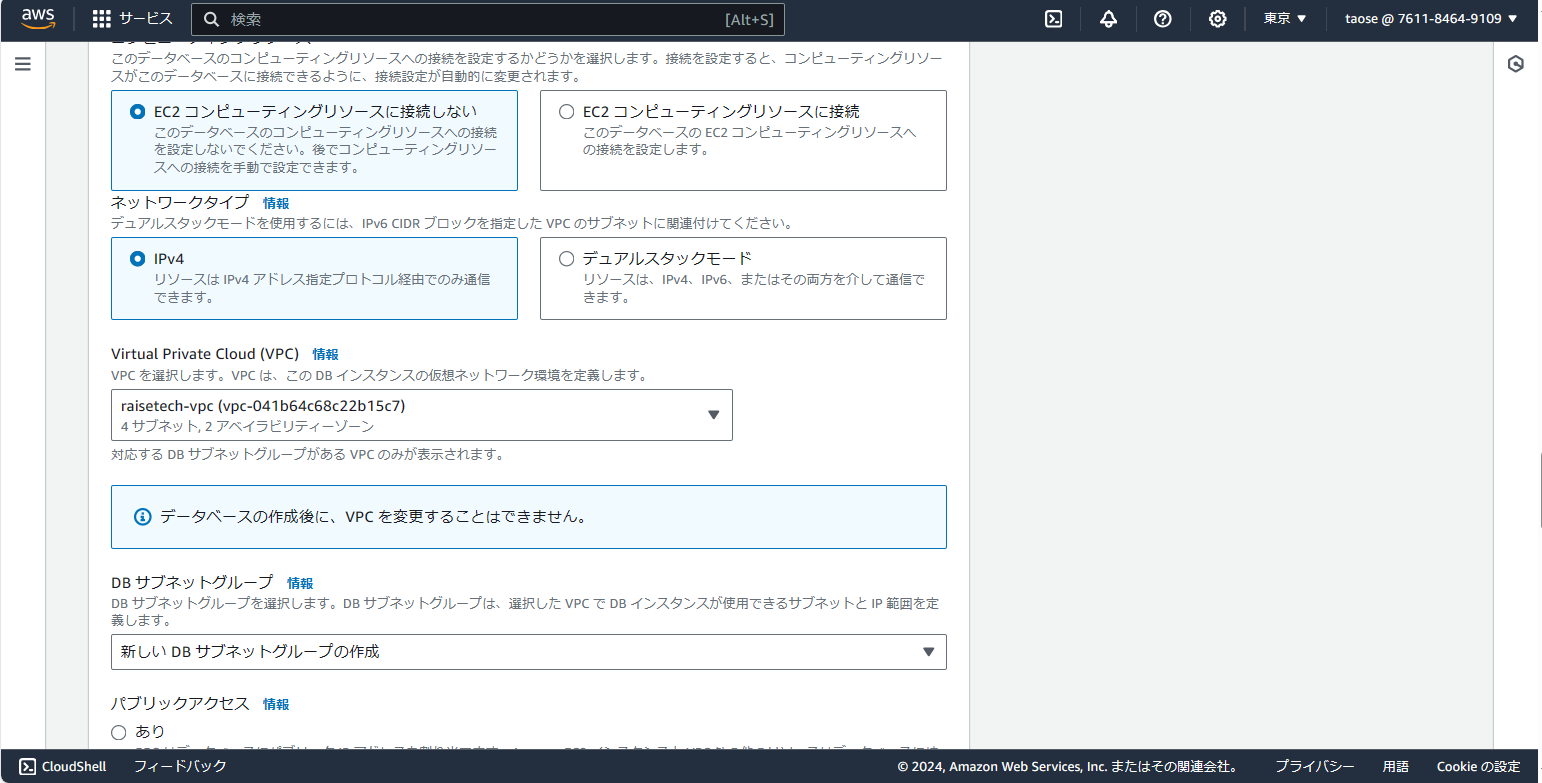 aws
サービス
検索
[Alt+S]
東京 ▼
taose @ 7611-8464-9109 ▼
このデータベースのコンピューティングリソースへの接続を設定するかどうかを選択します。接続を設定すると、コンピューティングリソー
スがこのデータベースに接続できるように、接続設定が自動的に変更されます。
EC2 コンピューティングリソースに接続しない
このデータベースのコンピューティングリソースへの接続
を設定しないでください。後でコンピューティングリソー
スへの接続を手動で設定できます。
EC2 コンピューティングリソースに接続
このデータベースの EC2 コンピューティングリソースへ
の接続を設定します。
ネットワークタイプ 情報
デュアルスタックモードを使用するには、IPv6 CIDR ブロックを指定した VPC のサブネットに関連付けてください。
IPv4
リソースは IPv4 アドレス指定プロトコル経由でのみ通信
できます。
デュアルスタックモード
リソースは、IPv4、IPv6、またはその両方を介して通信で
きます。
Virtual Private Cloud (VPC) 情報
VPC を選択します。VPC は、この DB インスタンスの仮想ネットワーク環境を定義します。
raisetech-vpc (vpc-041b64c68c22b15c7)
4 サブネット, 2 アベイラビリティーゾーン
対応する DB サブネットグループがある VPC のみが表示されます。
データベースの作成後に、VPC を変更することはできません。
DB サブネットグループ 情報
DB サブネットグループを選択します。DB サブネットグループは、選択した VPC で DB インスタンスが使用できるサブネットと IP 範囲を定
義します。
新しい DB サブネットグループの作成
パブリックアクセス 情報
あり
CloudShell
フィードバック
© 2024, Amazon Web Services, Inc. またはその関連会社。
プライバシー
用語
Cookie の設定